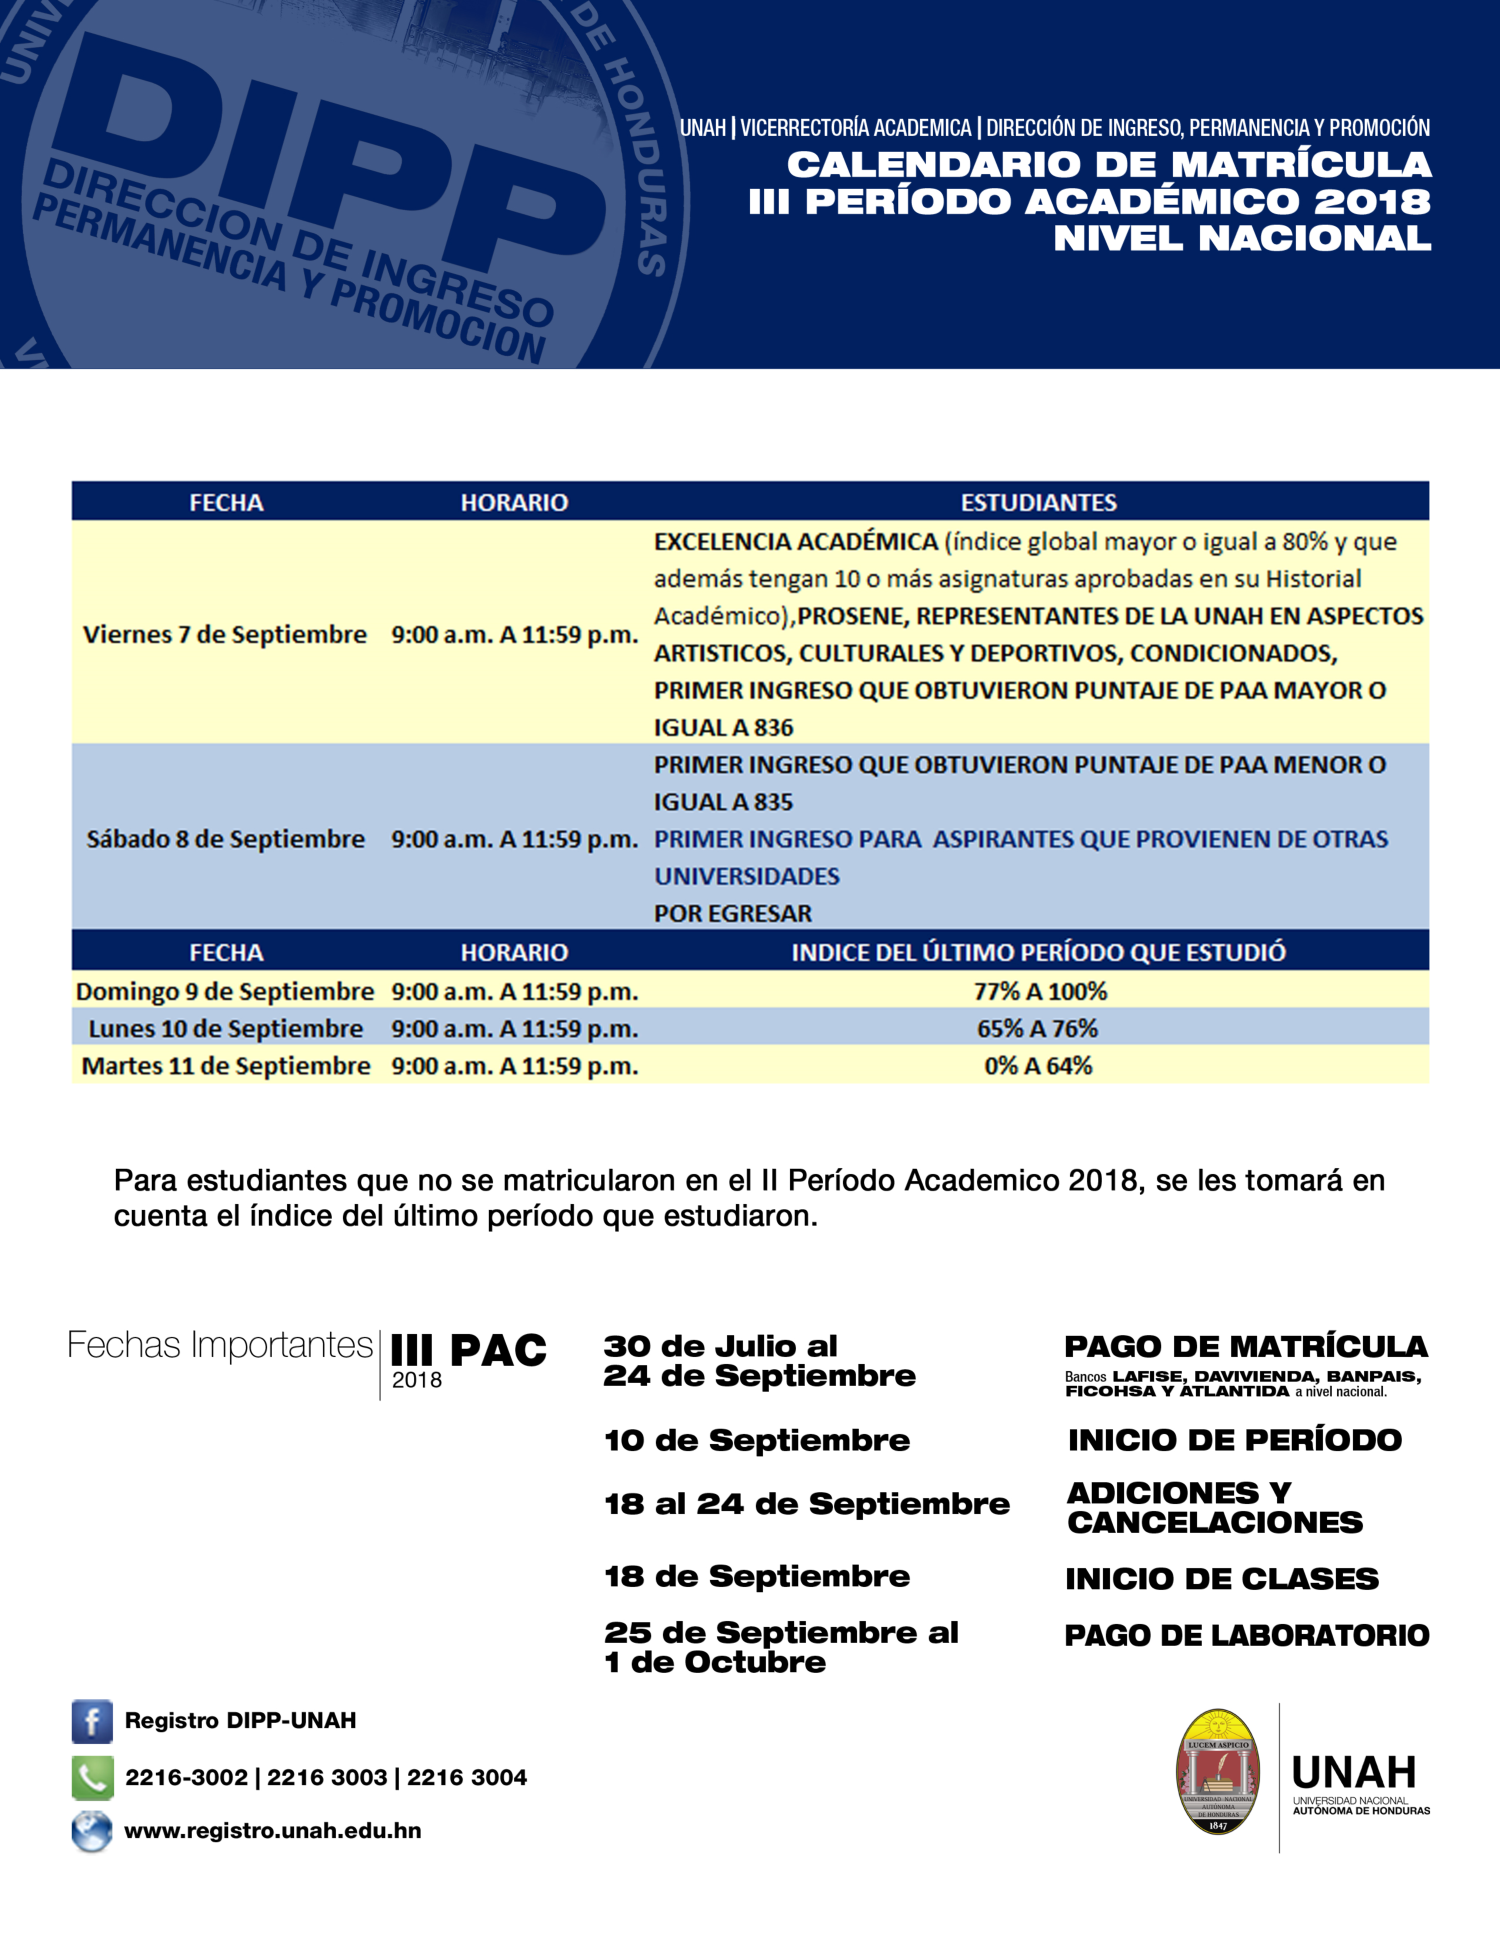 DIPP
DIRECCION DE INGRESO
PERMANENCIA Y PROMOCION
DE HONDURAS
UNAH | VICERRECTORÍA ACADEMICA | DIRECCIÓN DE INGRESO, PERMANENCIA Y PROMOCIÓN
CALENDARIO DE MATRÍCULA
III PERÍODO ACADÉMICO 2018
NIVEL NACIONAL
FECHA HORARIO ESTUDIANTES
Viernes 7 de Septiembre 9:00 a.m. A 11:59 p.m.
EXCELENCIA ACADÉMICA (índice global mayor o igual a 80% y que
además tengan 10 o más asignaturas aprobadas en su Historial
Académico),PROSENE, REPRESENTANTES DE LA UNAH EN ASPECTOS
ARTISTICOS, CULTURALES Y DEPORTIVOS, CONDICIONADOS,
PRIMER INGRESO QUE OBTUVIERON PUNTAJE DE PAA MAYOR O
IGUAL A 836
Sábado 8 de Septiembre 9:00 a.m. A 11:59 p.m.
PRIMER INGRESO QUE OBTUVIERON PUNTAJE DE PAA MENOR O
IGUAL A 835
PRIMER INGRESO PARA ASPIRANTES QUE PROVIENEN DE OTRAS
UNIVERSIDADES
POR EGRESAR
FECHA HORARIO INDICE DEL ÚLTIMO PERÍODO QUE ESTUDIÓ
Domingo 9 de Septiembre 9:00 a.m. A 11:59 p.m. 77% A 100%
Lunes 10 de Septiembre 9:00 a.m. A 11:59 p.m. 65% A 76%
Martes 11 de Septiembre 9:00 a.m. A 11:59 p.m. 0% A 64%
Para estudiantes que no se matricularon en el II Período Academico 2018, se les tomará en
cuenta el índice del último período que estudiaron.
Fechas Importantes III PAC
2018
30 de Julio al
24 de Septiembre
PAGO DE MATRÍCULA
Bancos LAFISE, DAVIVIENDA, BANPAIS,
FICOHSA Y ATLANTIDA a nivel nacional.
10 de Septiembre INICIO DE PERÍODO
18 al 24 de Septiembre
ADICIONES Y
CANCELACIONES
18 de Septiembre INICIO DE CLASES
25 de Septiembre al
1 de Octubre
PAGO DE LABORATORIO
Registro DIPP-UNAH
2216-3002 | 2216 3003 | 2216 3004
www.registro.unah.edu.hn
LUCEM ASPICIO
UNIVERSIDAD NACIONAL
AUTÓNOMA
DE HONDURAS
1847
UNAH
UNIVERSIDAD NACIONAL
AUTÓNOMA DE HONDURAS